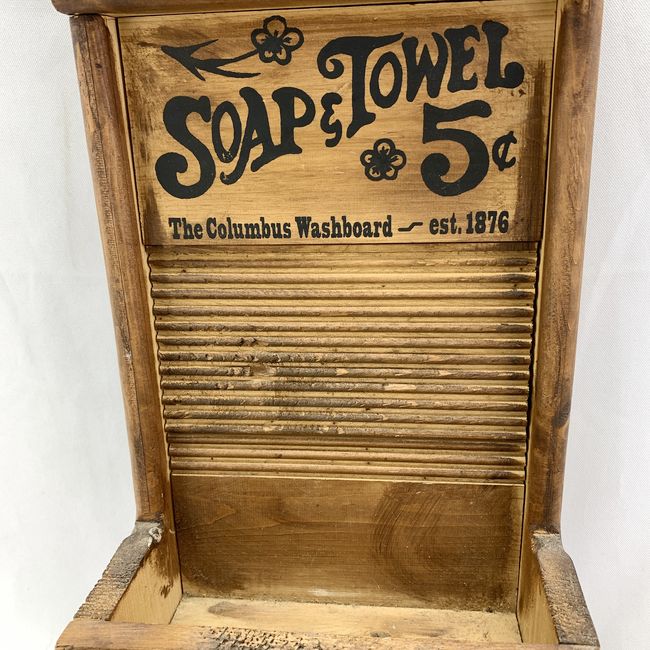 SOAP & TOWEL
5¢
The Columbus Washboard — est. 1876